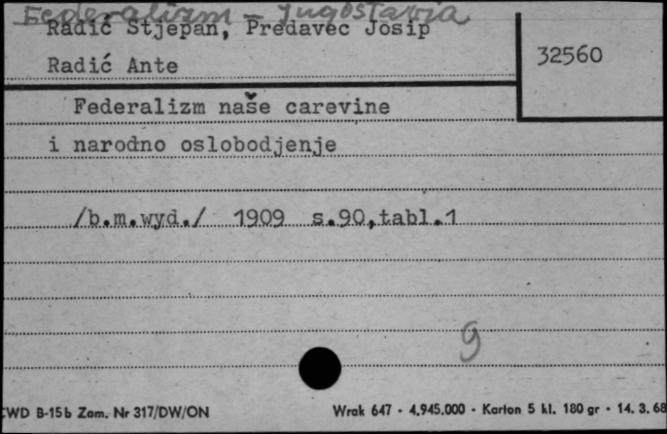 Federalizm - Jugosłavia
Radić Stjepan, Predavec Josip
32560
Radić Ante
Federalizm naše carevine
i narodno oslobodjenje
/b.m.wyd./ 1909 s.90,tabl.1
9
CWD B-15b Zam. Nr 317/DW/ON
Wrak 647 - 4.945.000 - Karton 5 kl. 180 gr - 14. 3. 68